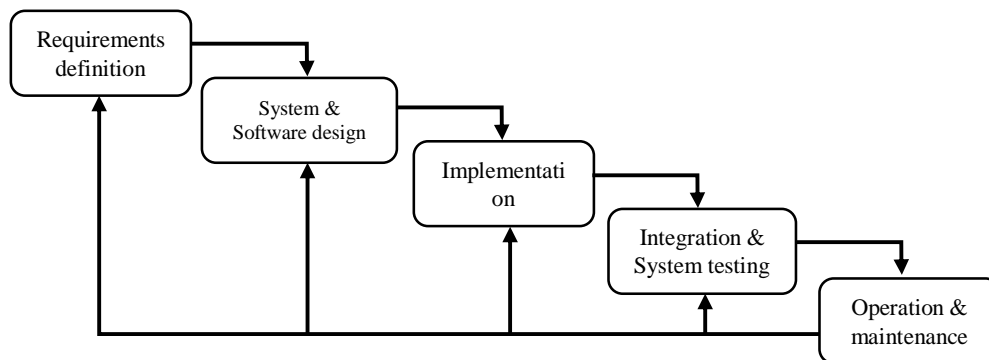 Requirements
definition
System &
Software design
Implementati
on
Integration &
System testing
Operation &
maintenance